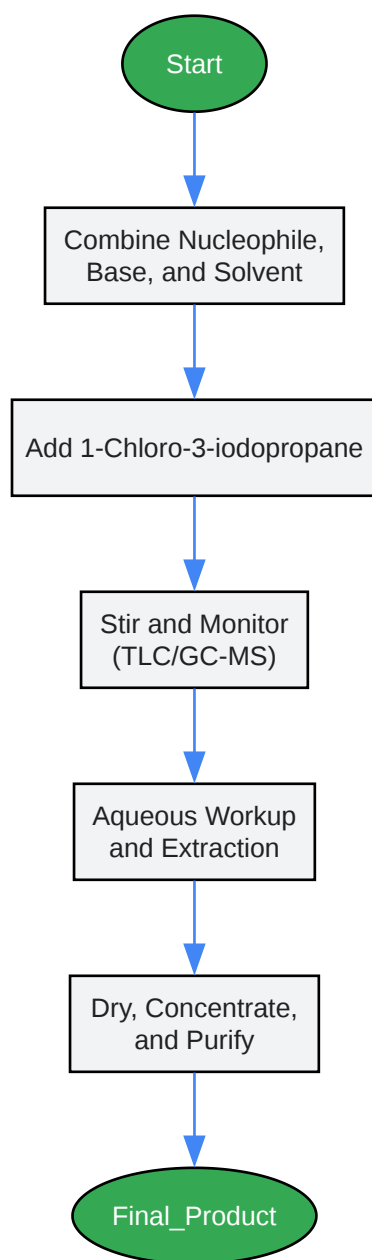 Start
Combine Nucleophile,
Base, and Solvent
Add 1-Chloro-3-iodopropane
Stir and Monitor
(TLC/GC-MS)
Aqueous Workup
and Extraction
Dry, Concentrate,
and Purify
Final_Product